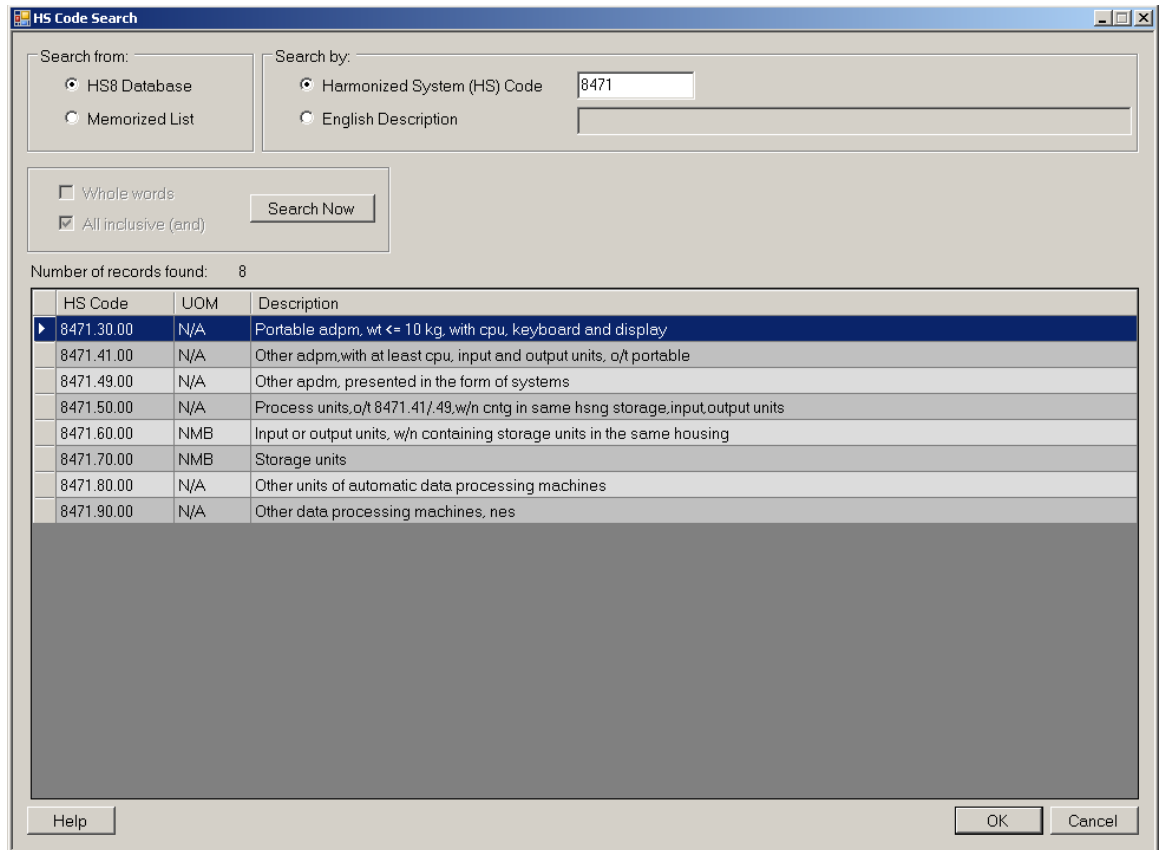 HS Code Search
Search from:
HS8 Database
Memorized List
Search by:
Harmonized System (HS) Code 8471
English Description
Whole words
All inclusive (and)
Search Now
Number of records found: 8
HS Code UOM Description
8471.30.00 N/A Portable adpm, wt <= 10 kg, with cpu, keyboard and display
8471.41.00 N/A Other adpm,with at least cpu, input and output units, o/t portable
8471.49.00 N/A Other apdm, presented in the form of systems
8471.50.00 N/A Process units,o/t 8471.41/.49,w/n cntg in same hsng storage,input,output units
8471.60.00 NMB Input or output units, w/n containing storage units in the same housing
8471.70.00 NMB Storage units
8471.80.00 N/A Other units of automatic data processing machines
8471.90.00 N/A Other data processing machines, nes
Help OK Cancel